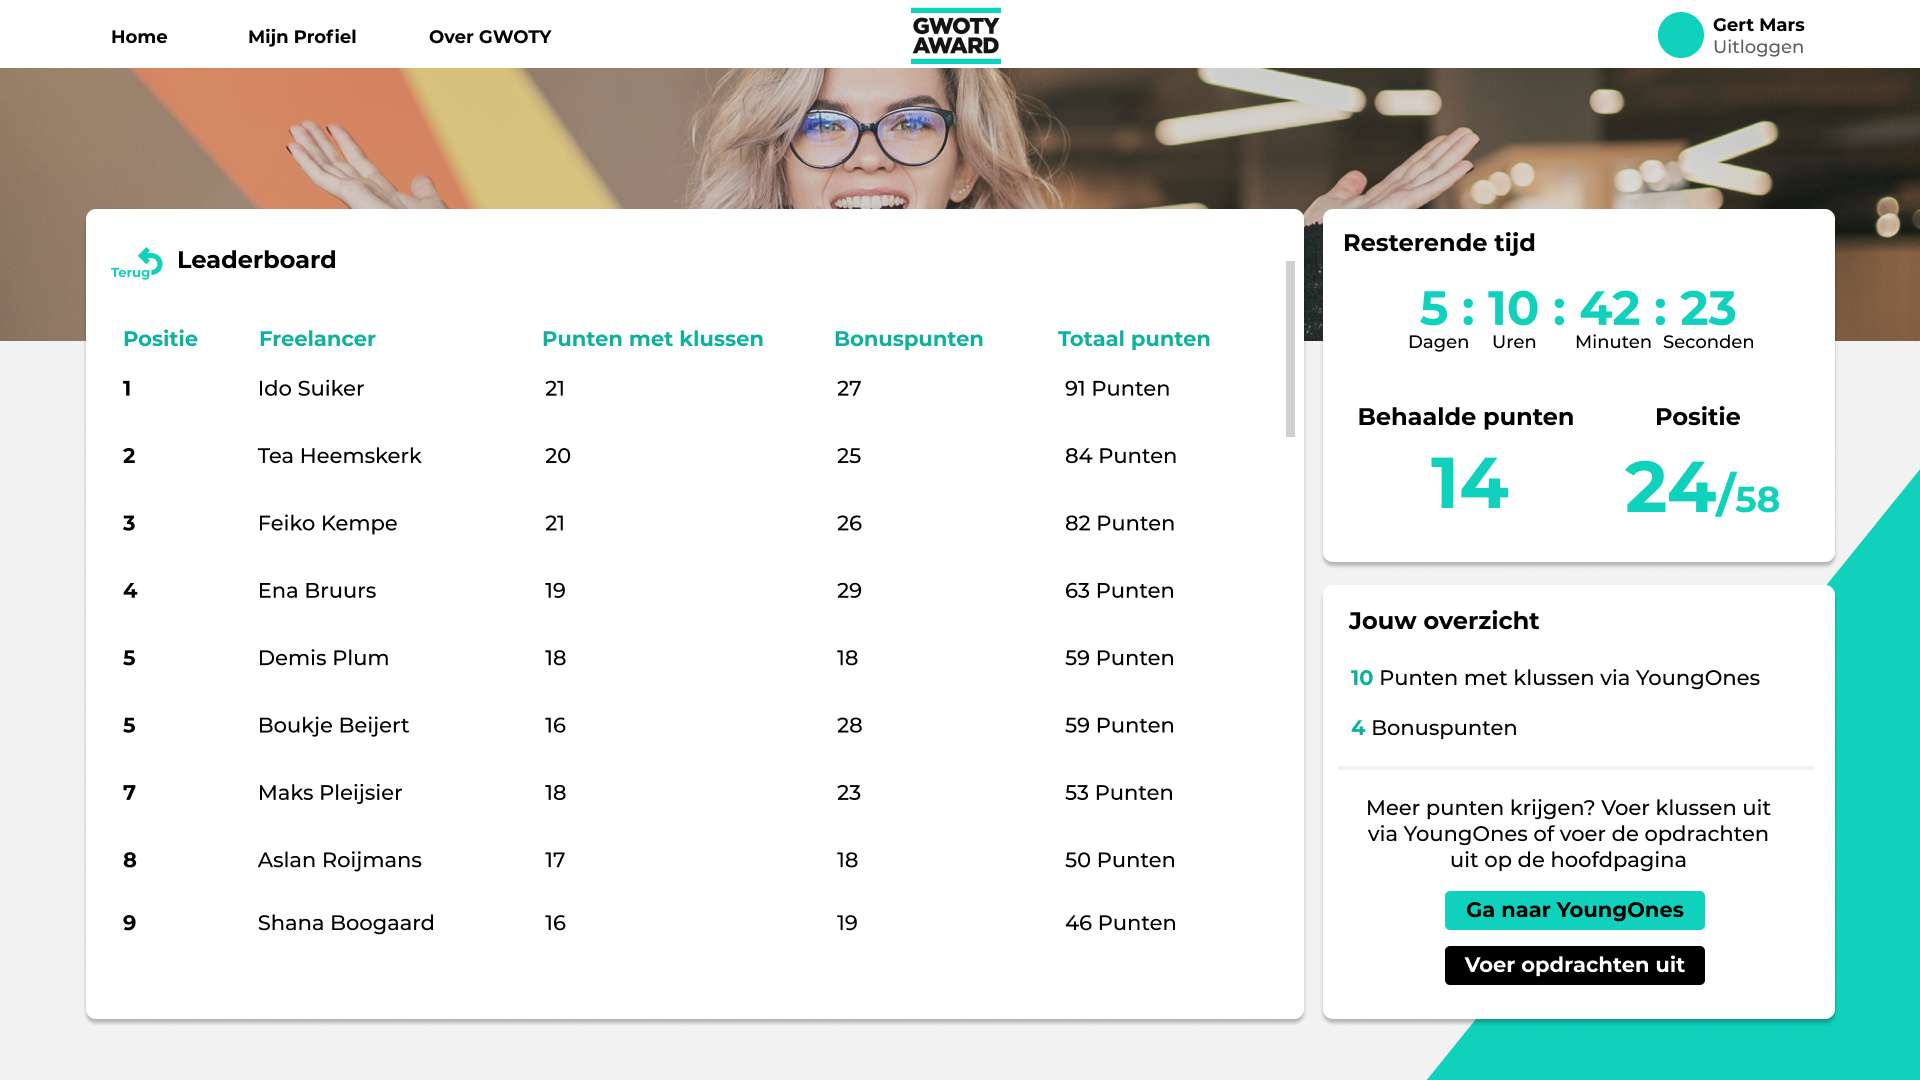 Home Mijn Profiel Over GWOTY
GWOTY
AWARD
Gert Mars
Uitloggen
Terug
Leaderboard
Positie Freelancer Punten met klussen Bonuspunten Totaal punten
1 Ido Suiker 21 27 91 Punten
2 Tea Heemskerk 20 25 84 Punten
3 Feiko Kempe 21 26 82 Punten
4 Ena Bruurs 19 29 63 Punten
5 Demis Plum 18 18 59 Punten
5 Boukje Beijert 16 28 59 Punten
7 Maks Pleijsier 18 23 53 Punten
8 Aslan Roijmans 17 18 50 Punten
9 Shana Boogaard 16 19 46 Punten
Resterende tijd
5 : 10 : 42 : 23
Dagen Uren Minuten Seconden
Behaalde punten Positie
14 24/58
Jouw overzicht
10 Punten met klussen via YoungOnes
4 Bonuspunten
Meer punten krijgen? Voer klussen uit
via YoungOnes of voer de opdrachten
uit op de hoofdpagina
Ga naar YoungOnes
Voer opdrachten uit